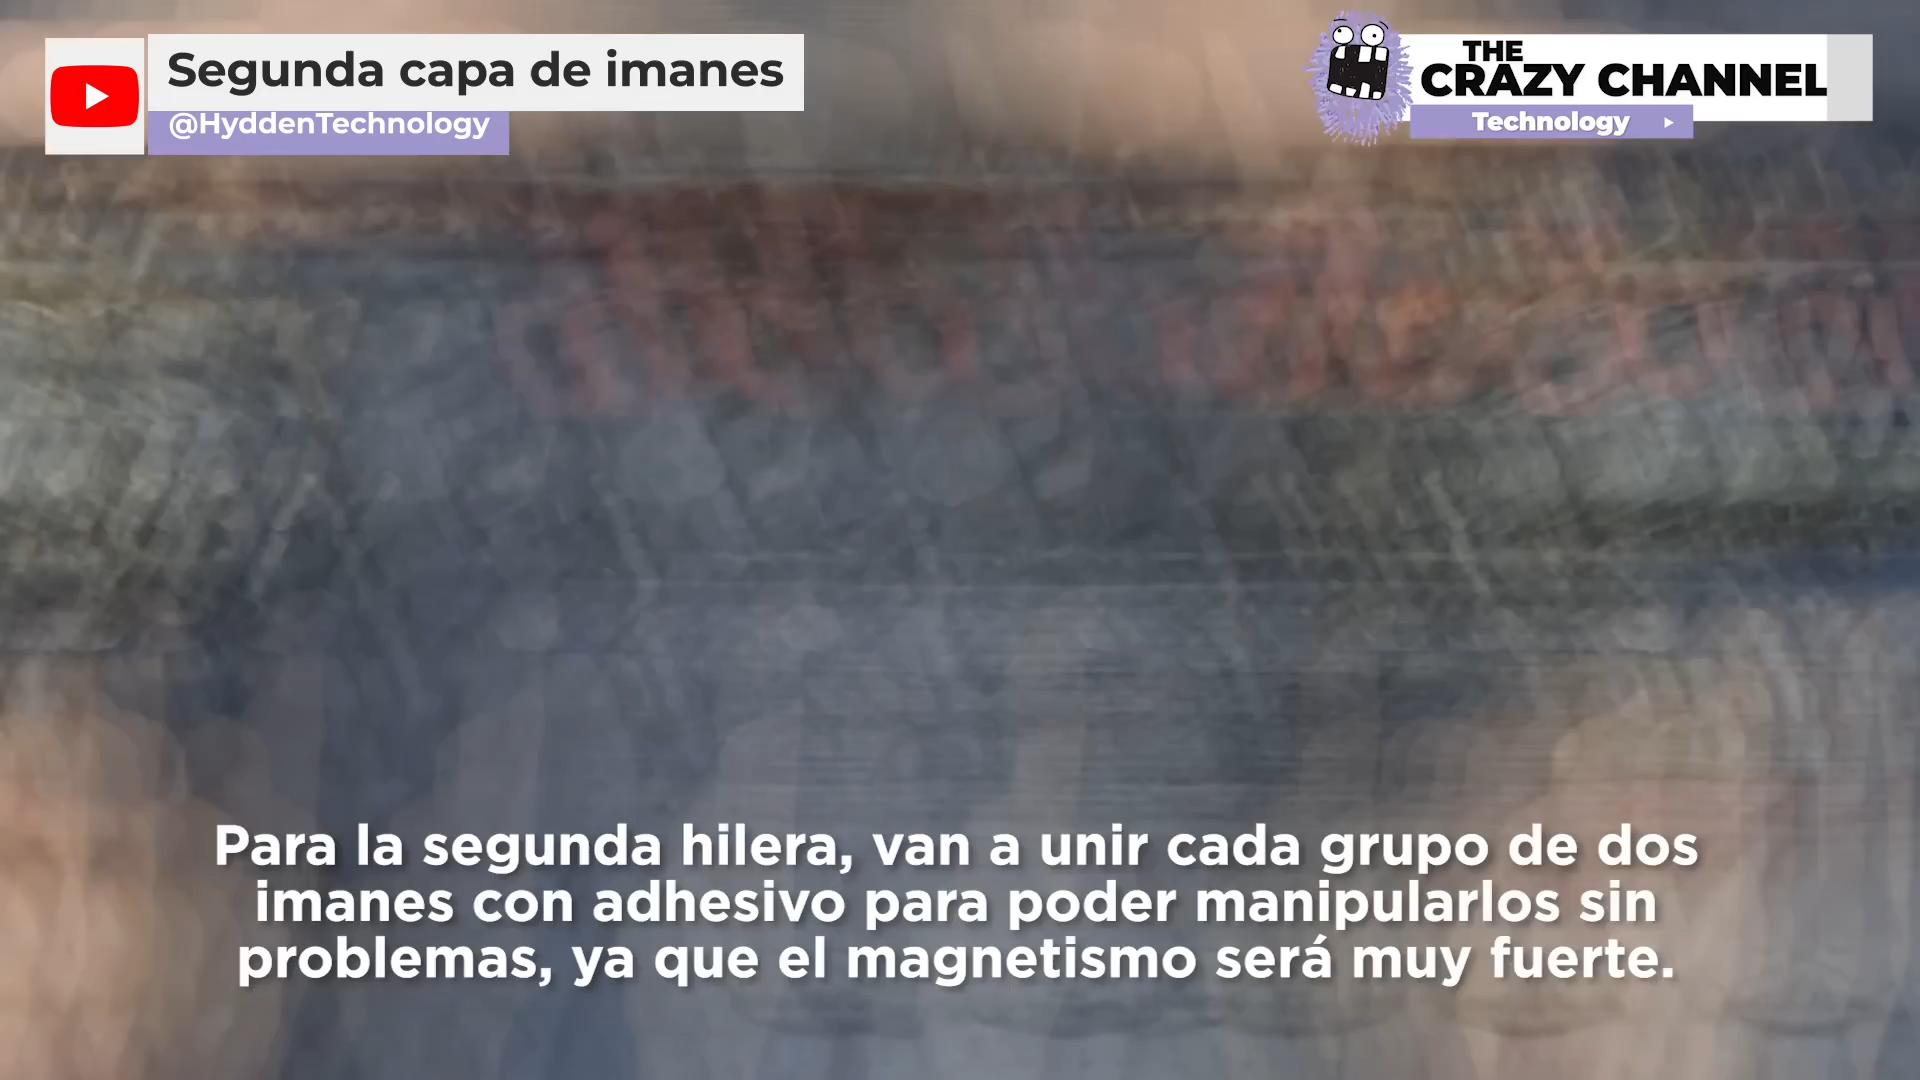 Segunda capa de imanes
@HyddenTechnology
THE
CRAZY CHANNEL
Technology
Para la segunda hilera, van a unir cada grupo de dos
imanes con adhesivo para poder manipularlos sin
problemas, ya que el magnetismo será muy fuerte.